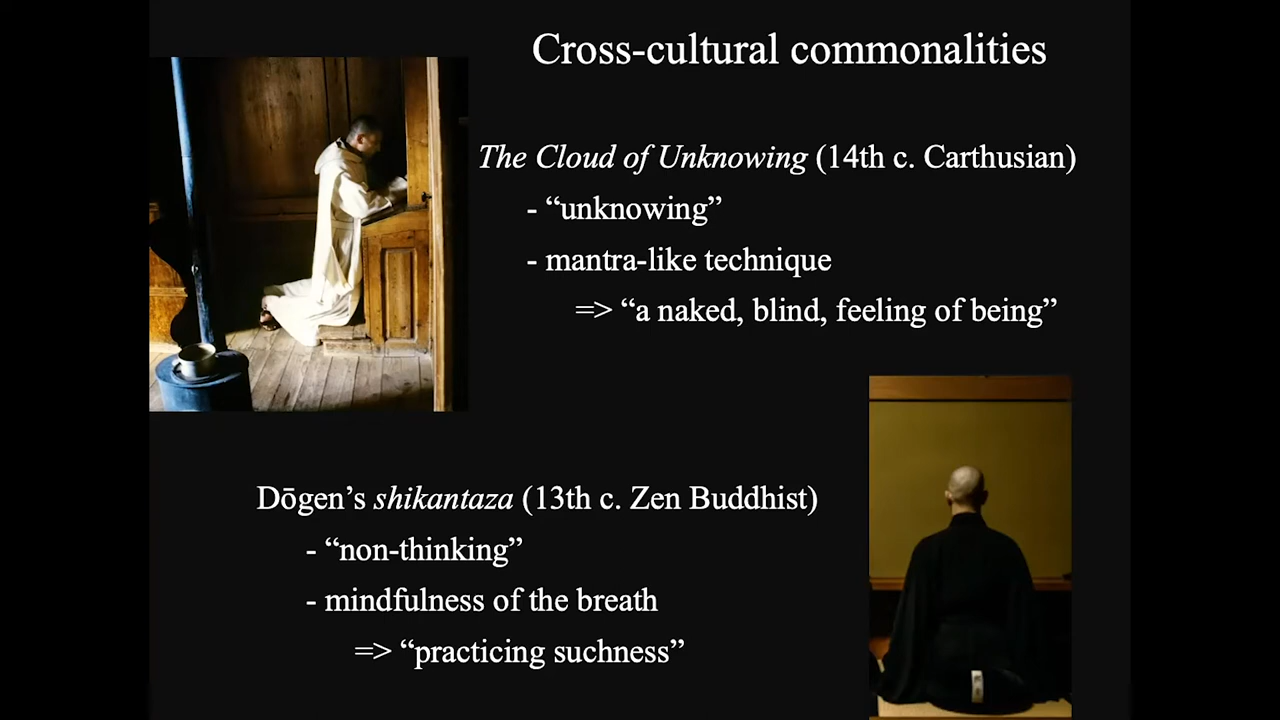 Cross-cultural commonalities
The Cloud of Unknowing (14th c. Carthusian)
- “unknowing”
- mantra-like technique
=> “a naked, blind, feeling of being”
Dōgen’s shikantaza (13th c. Zen Buddhist)
- “non-thinking”
- mindfulness of the breath
=> “practicing suchness”